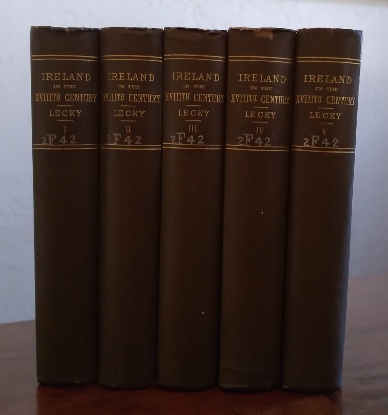 IRELAND
IN THE
XVIIITH CENTURY
LECKY
I
2F42
IRELAND
IN THE
XVIIITH CENTURY
LECKY
II
2F42
IRELAND
IN THE
XVIIITH CENTURY
LECKY
III
2F42
IRELAND
IN THE
XVIIITH CENTURY
LECKY
IV
2F42
IRELAND
IN THE
XVIIITH CENTURY
LECKY
V
2F42